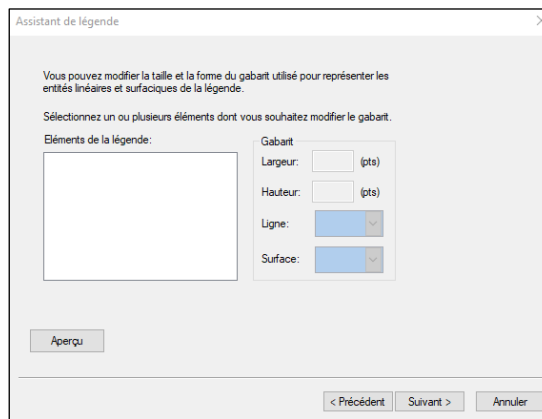 Assistant de légende
Vous pouvez modifier la taille et la forme du gabarit utilisé pour représenter les
entités linéaires et surfaciques de la légende.
Sélectionnez un ou plusieurs éléments dont vous souhaitez modifier le gabarit.
Eléments de la légende:
Gabarit
Largeur: (pts)
Hauteur: (pts)
Ligne:
Surface:
Aperçu
< Précédent Suivant > Annuler